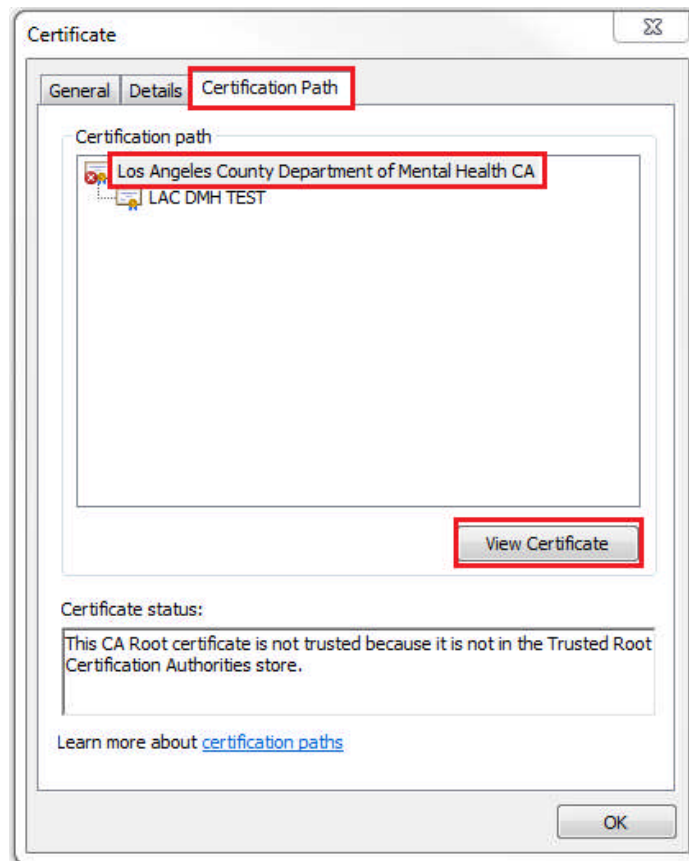 Certificate
General Details Certification Path
Certification path
Los Angeles County Department of Mental Health CA
LAC DMH TEST
View Certificate
Certificate status:
This CA Root certificate is not trusted because it is not in the Trusted Root
Certification Authorities store.
Learn more about certification paths
OK